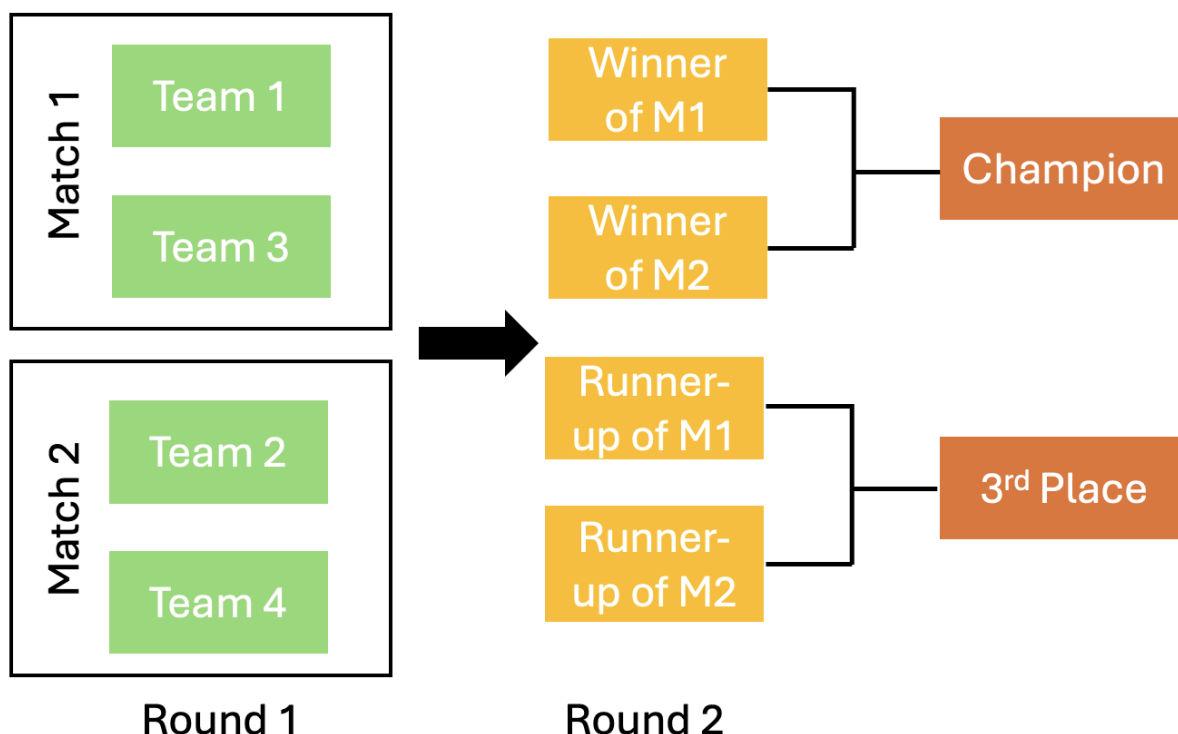 Match 1
Team 1
Team 3
Match 2
Team 2
Team 4
Round 1
Winner
of M1
Winner
of M2
Runner-
up of M1
Runner-
up of M2
Round 2
Champion
3rd Place